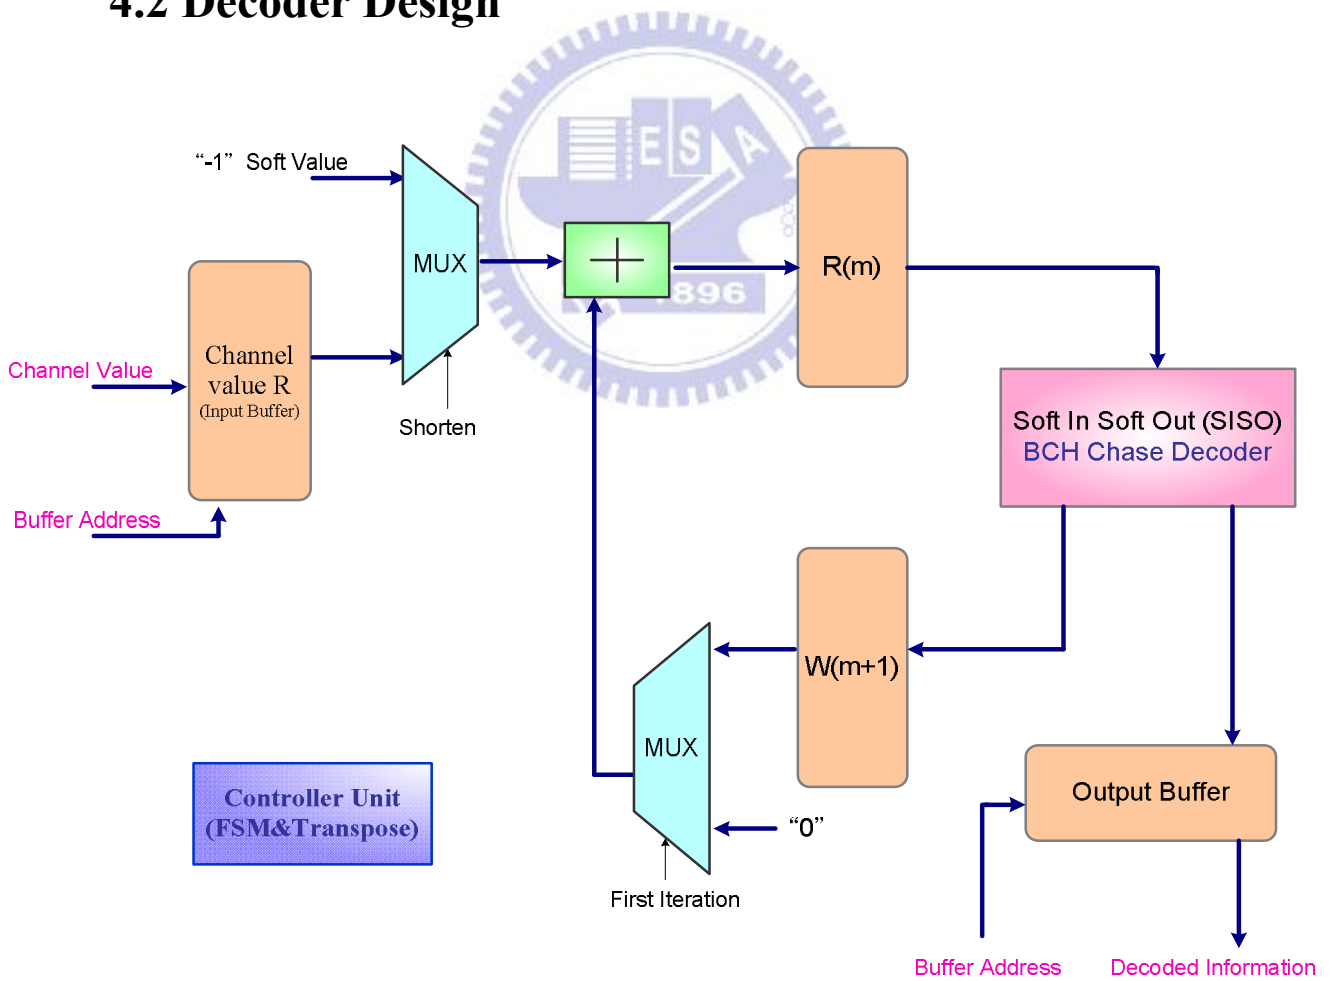 4.2 Decoder Design
E S A
1896
“-1” Soft Value
MUX
R(m)
Channel
value R
(Input Buffer)
Channel Value
Shorten
Soft In Soft Out (SISO)
BCH Chase Decoder
Buffer Address
W(m+1)
MUX
Controller Unit
(FSM&Transpose)
Output Buffer
“0”
First Iteration
Buffer Address
Decoded Information